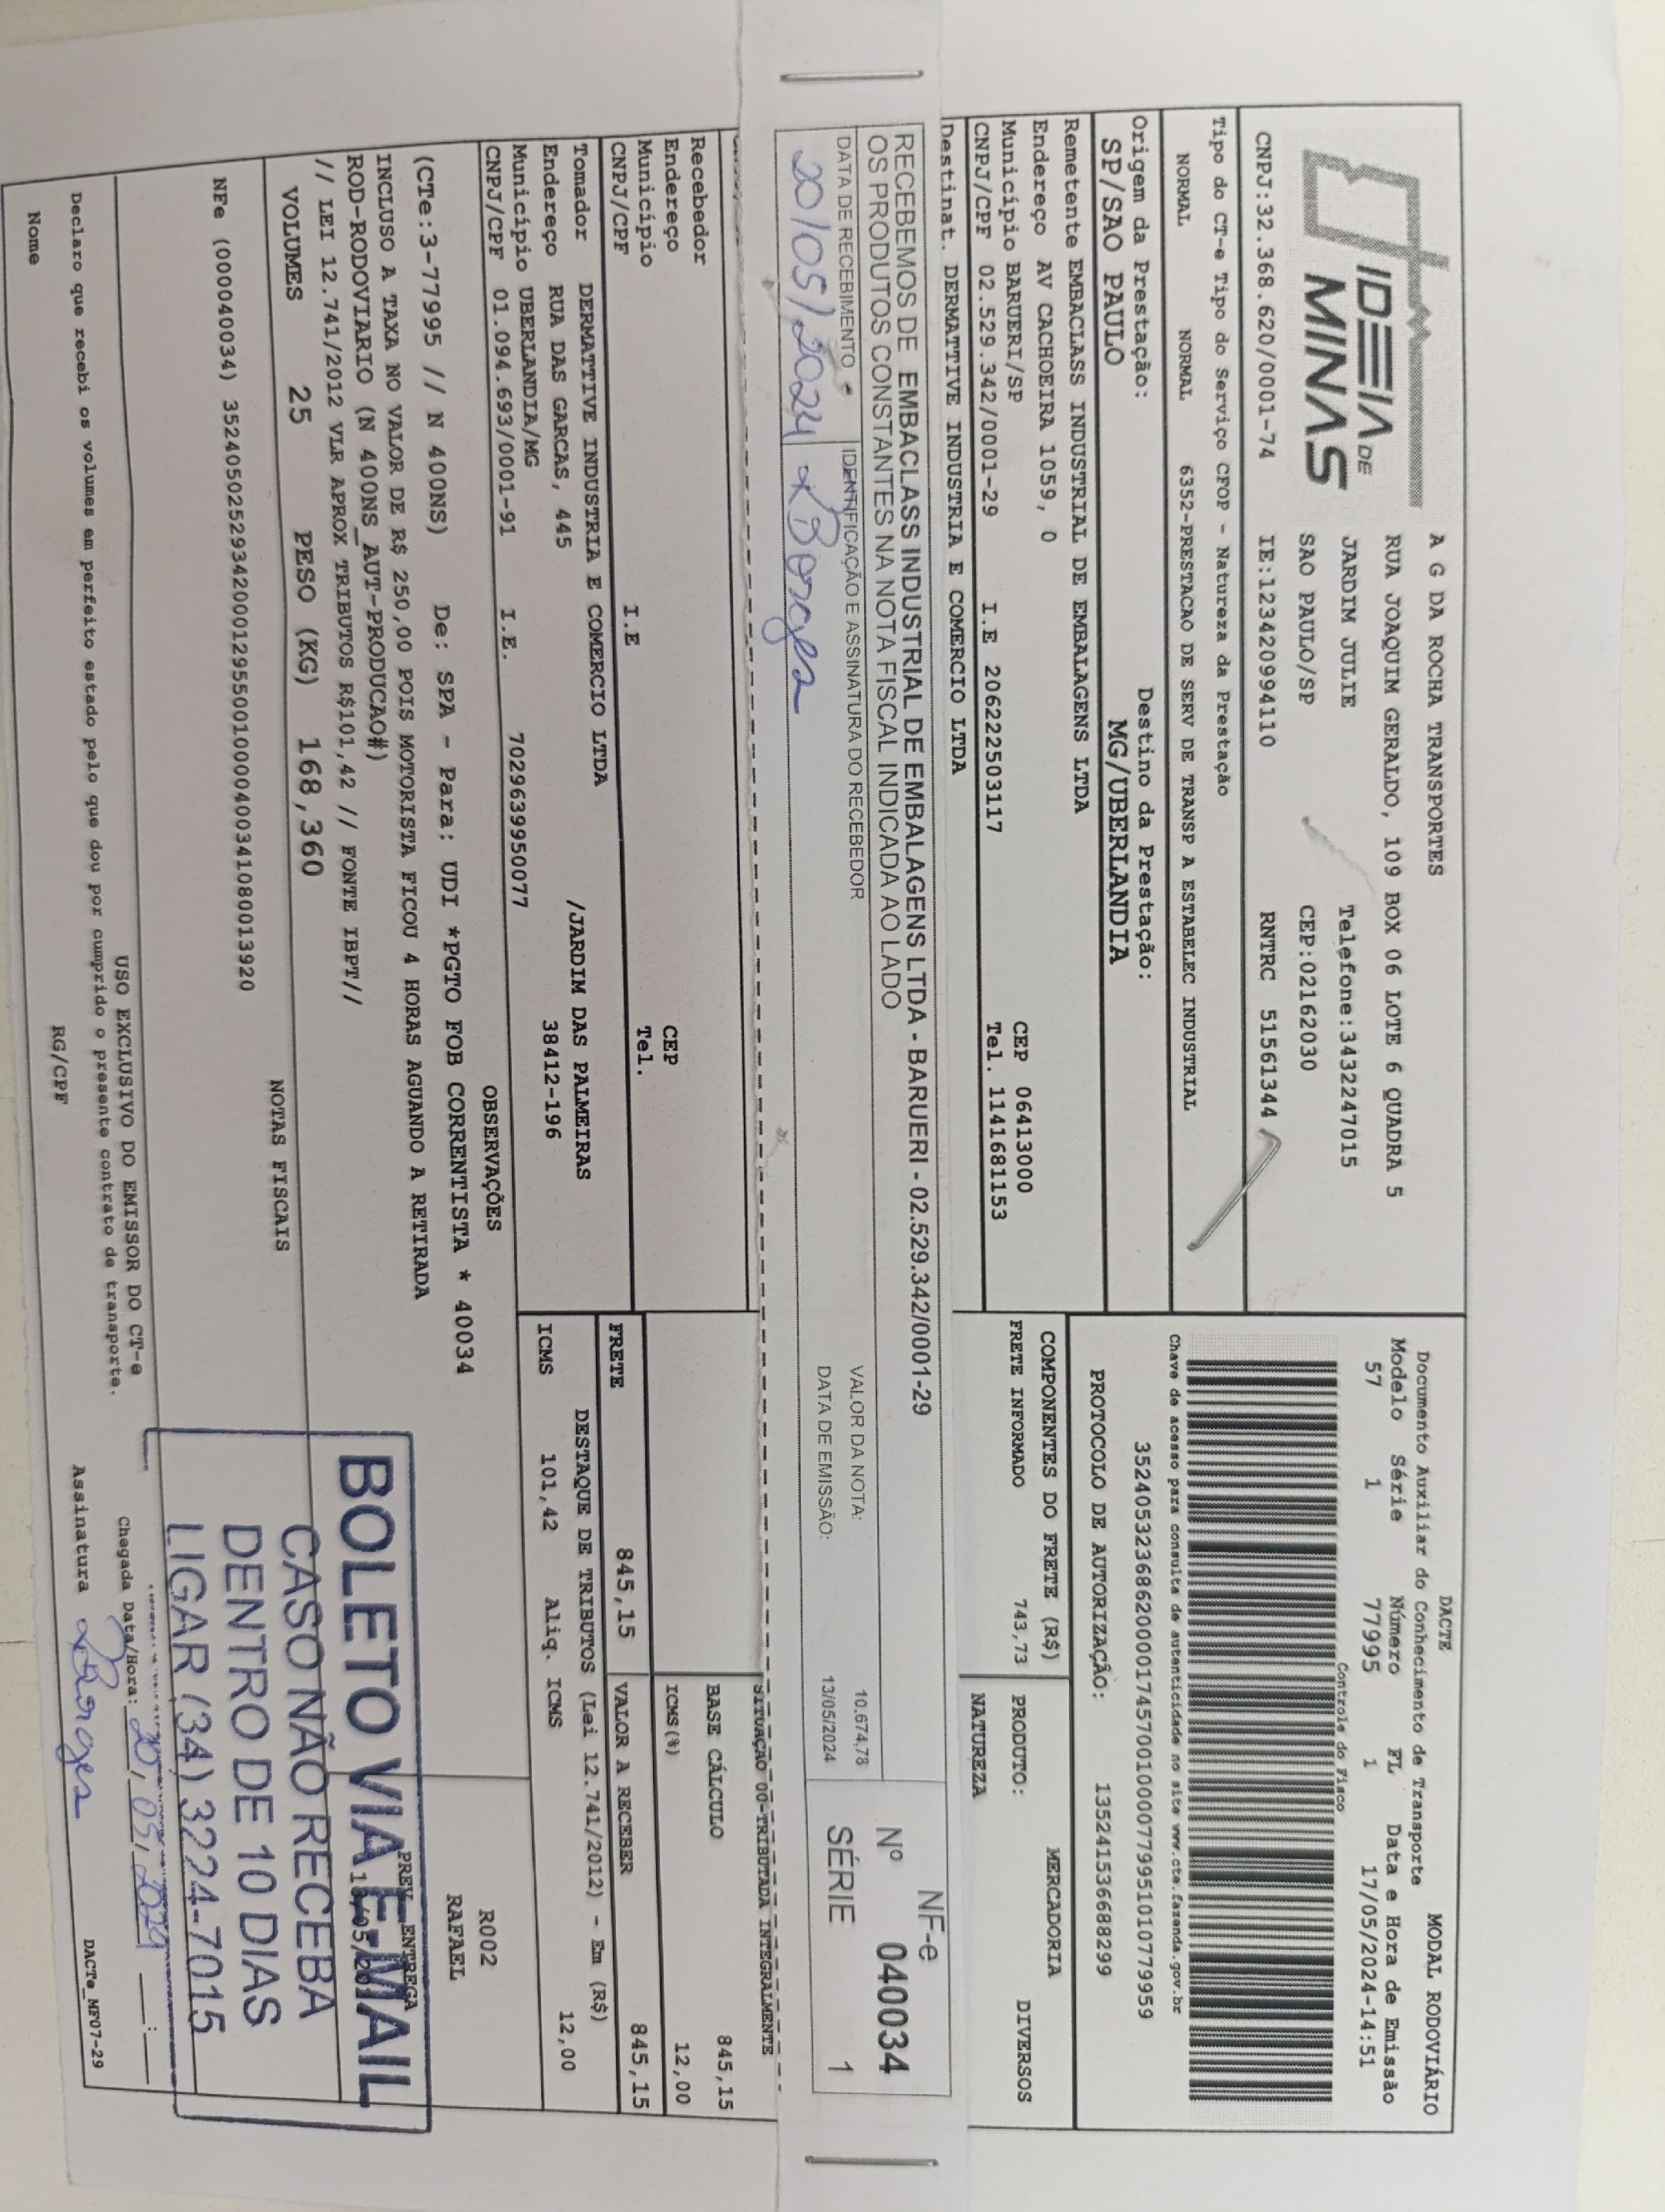 IDEIA DE
MINAS
A G DA ROCHA TRANSPORTES
RUA JOAQUIM GERALDO, 109 BOX 06 LOTE 6 QUADRA 5
JARDIM JULIE Telefone:3432247015
SAO PAULO/SP CEP:02162030
CNPJ:32.368.620/0001-74 IE:123420994110 RNTRC 51561344
DACTE MODAL RODOVIÁRIO
Documento Auxiliar do Conhecimento de Transporte
Modelo Série Número FL Data e Hora de Emissão
57 1 77995 1 17/05/2024-14:51
Controle do Fisco
Chave de acesso para consulta de autenticidade no site www.cte.fazenda.gov.br
35240532368620000174570010000779951010779959
PROTOCOLO DE AUTORIZAÇÃO: 135241536688299
Tipo do CT-e Tipo do Serviço CFOP - Natureza da Prestação
NORMAL NORMAL 6352-PRESTACAO DE SERV DE TRANSP A ESTABELEC INDUSTRIAL
Origem da Prestação: Destino da Prestação:
SP/SAO PAULO MG/UBERLANDIA
Remetente EMBACLASS INDUSTRIAL DE EMBALAGENS LTDA
Endereço AV CACHOEIRA 1059, 0
Município BARUERI/SP CEP 06413000
CNPJ/CPF 02.529.342/0001-29 I.E 206222503117 Tel. 1141681153
Destinat. DERMATTIVE INDUSTRIA E COMERCIO LTDA
COMPONENTES DO FRETE (R$) MERCADORIA
FRETE INFORMADO 743,73 PRODUTO: DIVERSOS
NATUREZA
RECEBEMOS DE EMBACLASS INDUSTRIAL DE EMBALAGENS LTDA - BARUERI - 02.529.342/0001-29
OS PRODUTOS CONSTANTES NA NOTA FISCAL INDICADA AO LADO
DATA DE RECEBIMENTO IDENTIFICAÇÃO E ASSINATURA DO RECEBEDOR
20/05/2024 Borges
VALOR DA NOTA: 10.674,78
DATA DE EMISSÃO: 13/05/2024
NF-e
Nº 040034
SÉRIE 1
SITUAÇÃO 00-TRIBUTADA INTEGRALMENTE
Recebedor
Endereço CEP
Município Tel.
CNPJ/CPF I.E
BASE CÁLCULO 845,15
ICMS(%) 12,00
FRETE 845,15 VALOR A RECEBER 845,15
Tomador DERMATTIVE INDUSTRIA E COMERCIO LTDA
Endereço RUA DAS GARCAS, 445 /JARDIM DAS PALMEIRAS
Município UBERLANDIA/MG 38412-196
CNPJ/CPF 01.094.693/0001-91 I.E. 7029639950077
DESTAQUE DE TRIBUTOS (Lei 12.741/2012) - Em (R$)
ICMS 101,42 Aliq. ICMS 12,00
OBSERVAÇÕES
(CTe:3-77995 // N 400NS) De: SPA - Para: UDI *PGTO FOB CORRENTISTA * 40034
INCLUSO A TAXA NO VALOR DE R$ 250,00 POIS MOTORISTA FICOU 4 HORAS AGUANDO A RETIRADA
ROD-RODOVIARIO (N 400NS_AUT-PRODUCAO#)
// LEI 12.741/2012 VLR APROX TRIBUTOS R$101,42 // FONTE IBPT//
R002
RAFAEL
PREV. ENTREGA
VOLUMES 25 PESO (KG) 168,360
NOTAS FISCAIS
NFe (000040034) 35240502529342000129550010000400341080013920
BOLETO VIA E-MAIL
CASO NÃO RECEBA
DENTRO DE 10 DIAS
LIGAR (34) 3224-7015
USO EXCLUSIVO DO EMISSOR DO CT-e
Declaro que recebi os volumes em perfeito estado pelo que dou por cumprido o presente contrato de transporte.
Chegada Data/Hora: 20/05/2024 __:__
Nome RG/CPF Assinatura Borges
DACTe_MF07-29